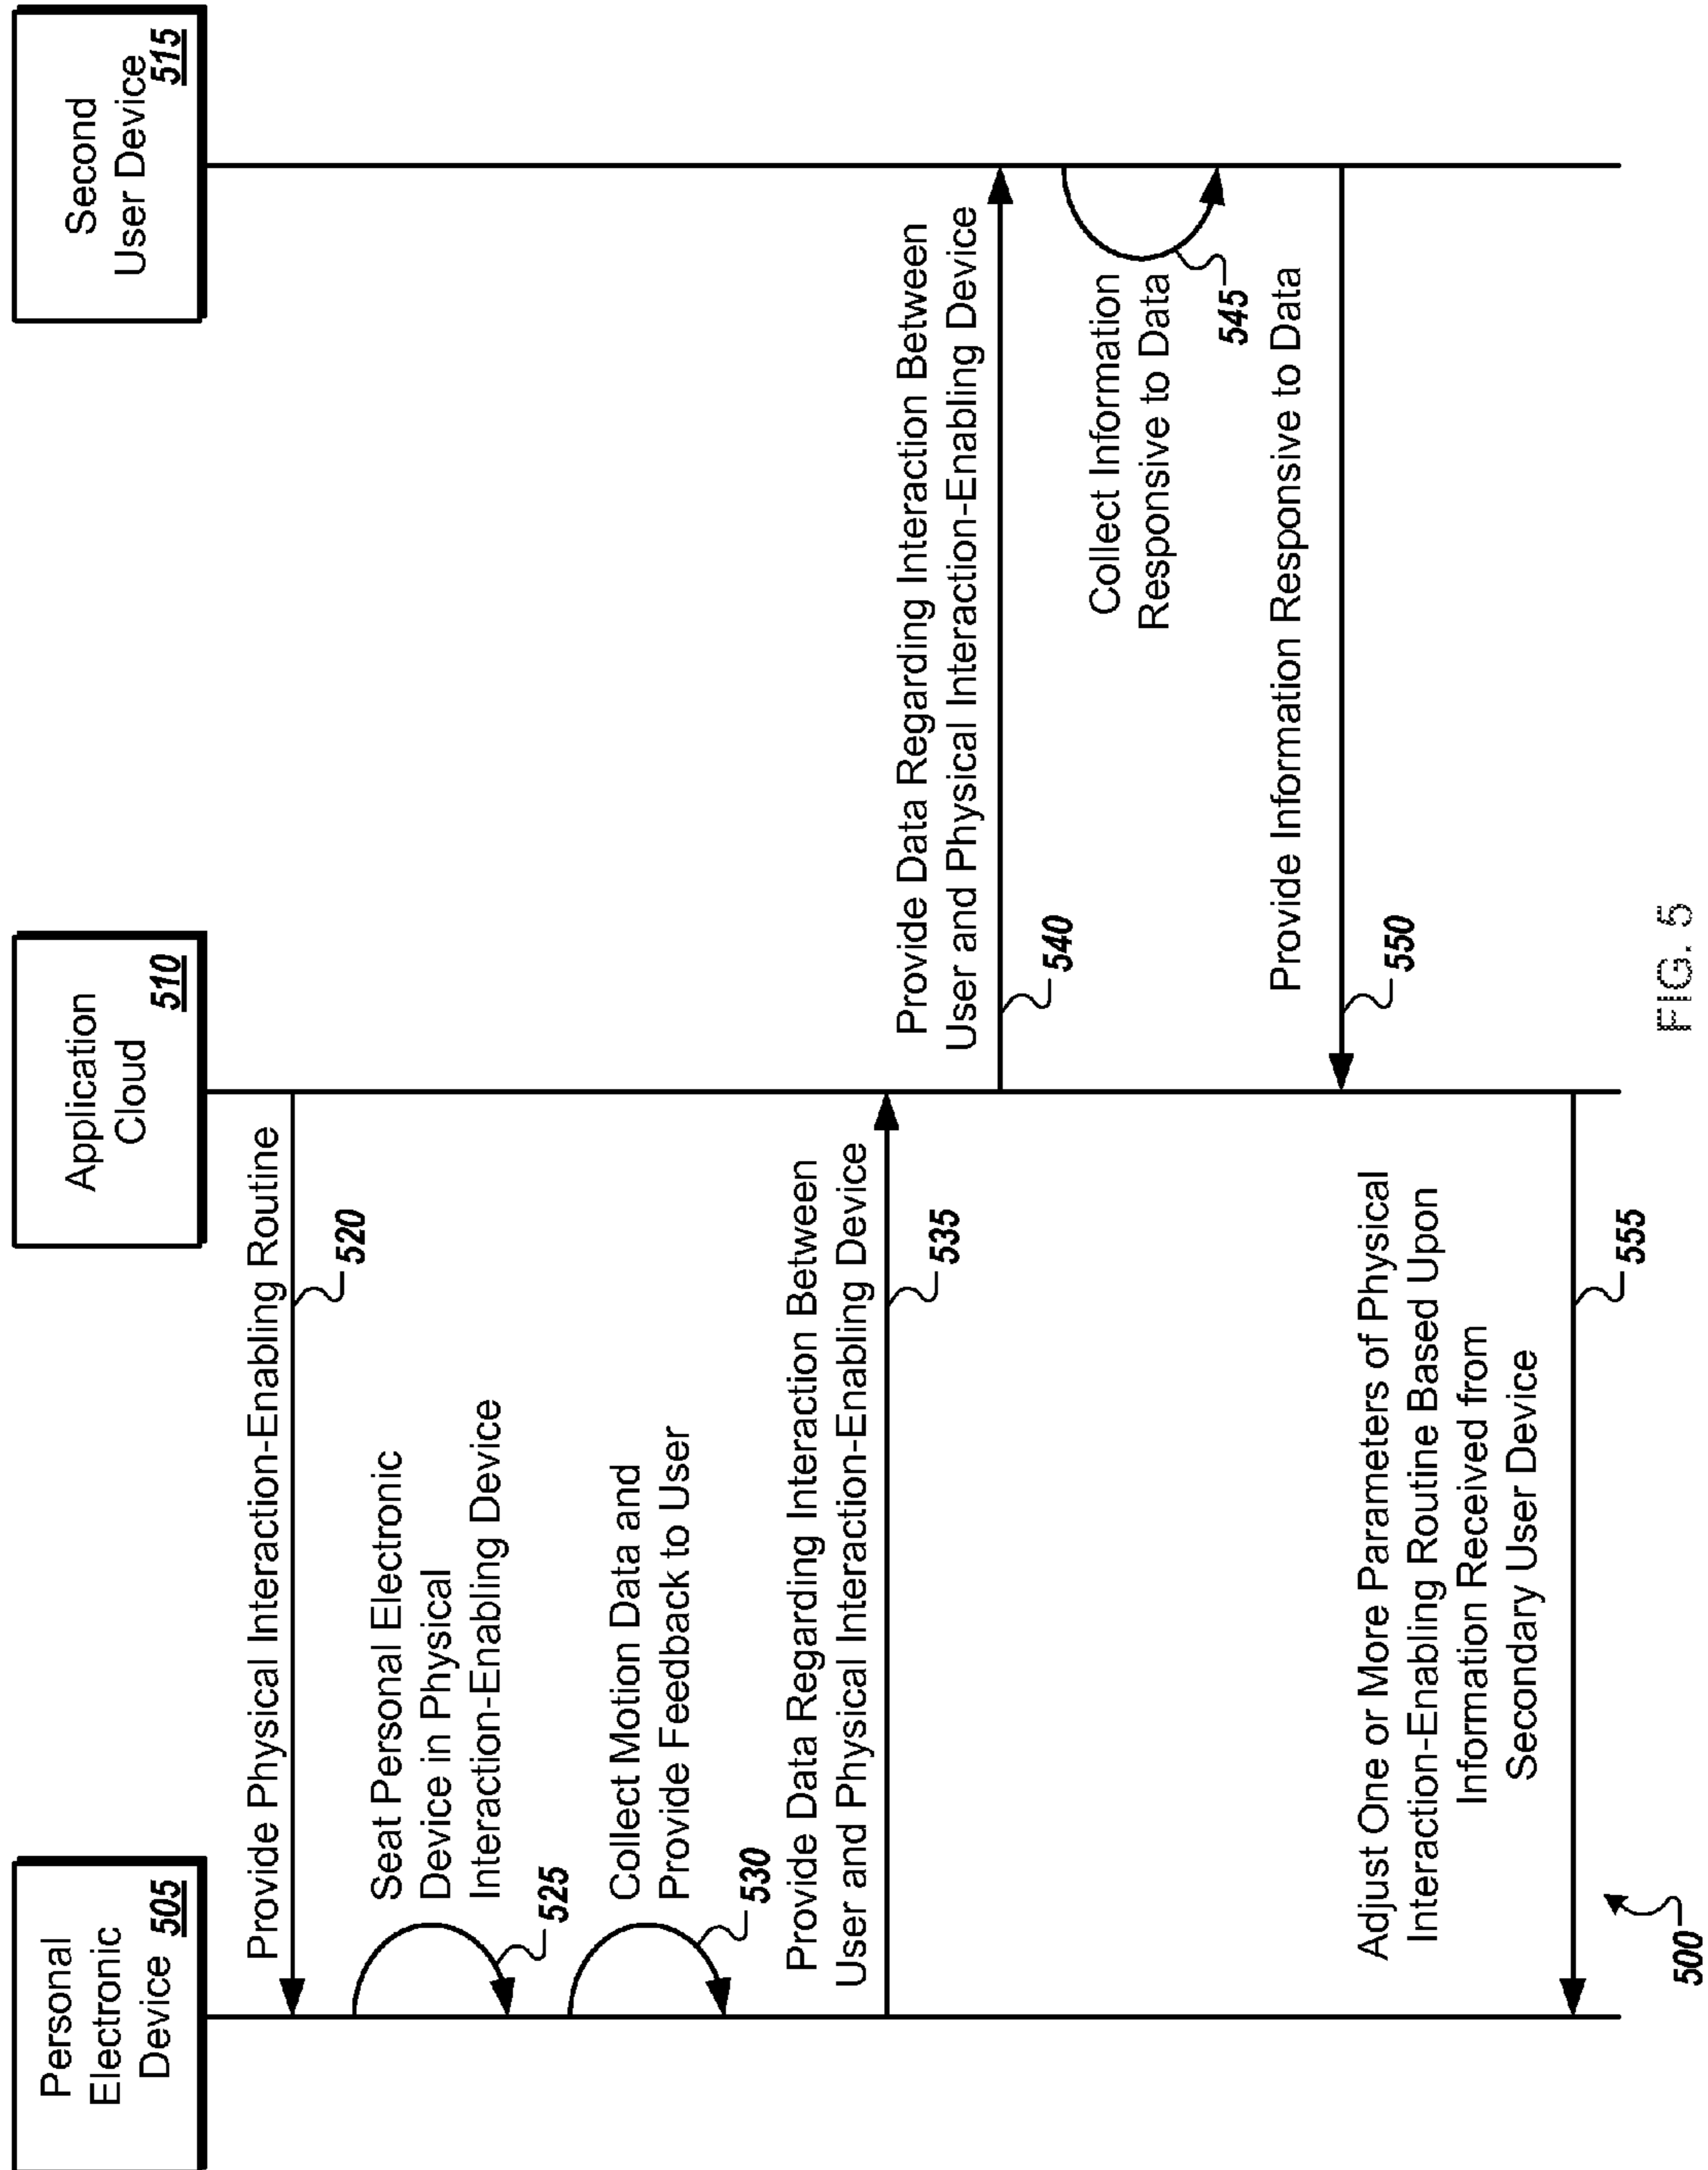 Personal
Electronic
Device 505
Application
Cloud
510
Second
User Device
515
Provide Physical Interaction-Enabling Routine
520
Seat Personal Electronic
Device in Physical
Interaction-Enabling Device
525
Collect Motion Data and
Provide Feedback to User
530
Provide Data Regarding Interaction Between
User and Physical Interaction-Enabling Device
535
Provide Data Regarding Interaction Between
User and Physical Interaction-Enabling Device
540
Collect Information
Responsive to Data
545
Provide Information Responsive to Data
550
Adjust One or More Parameters of Physical
Interaction-Enabling Routine Based Upon
Information Received from
Secondary User Device
555
500
FIG. 5